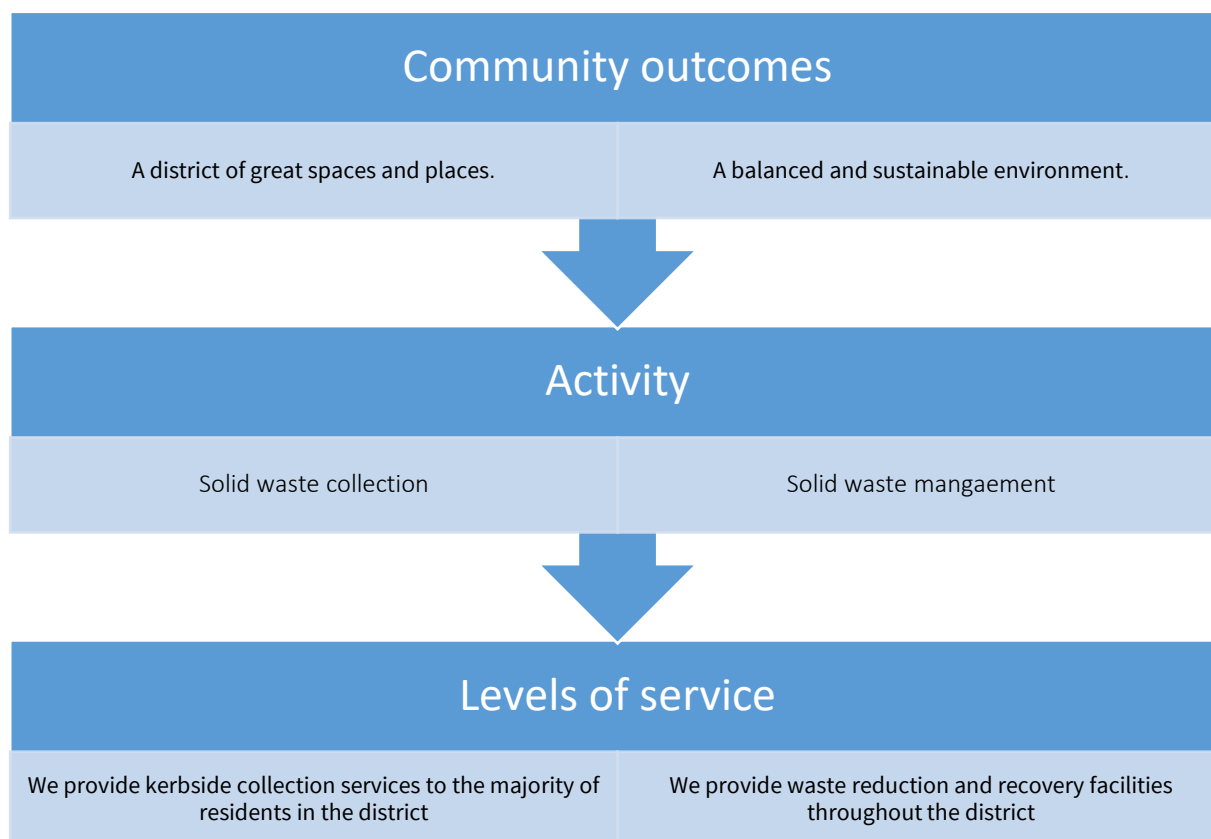 Community outcomes
A district of great spaces and places.
A balanced and sustainable environment.
Activity
Solid waste collection
Solid waste mangaement
Levels of service
We provide kerbside collection services to the majority of
residents in the district
We provide waste reduction and recovery facilities
throughout the district